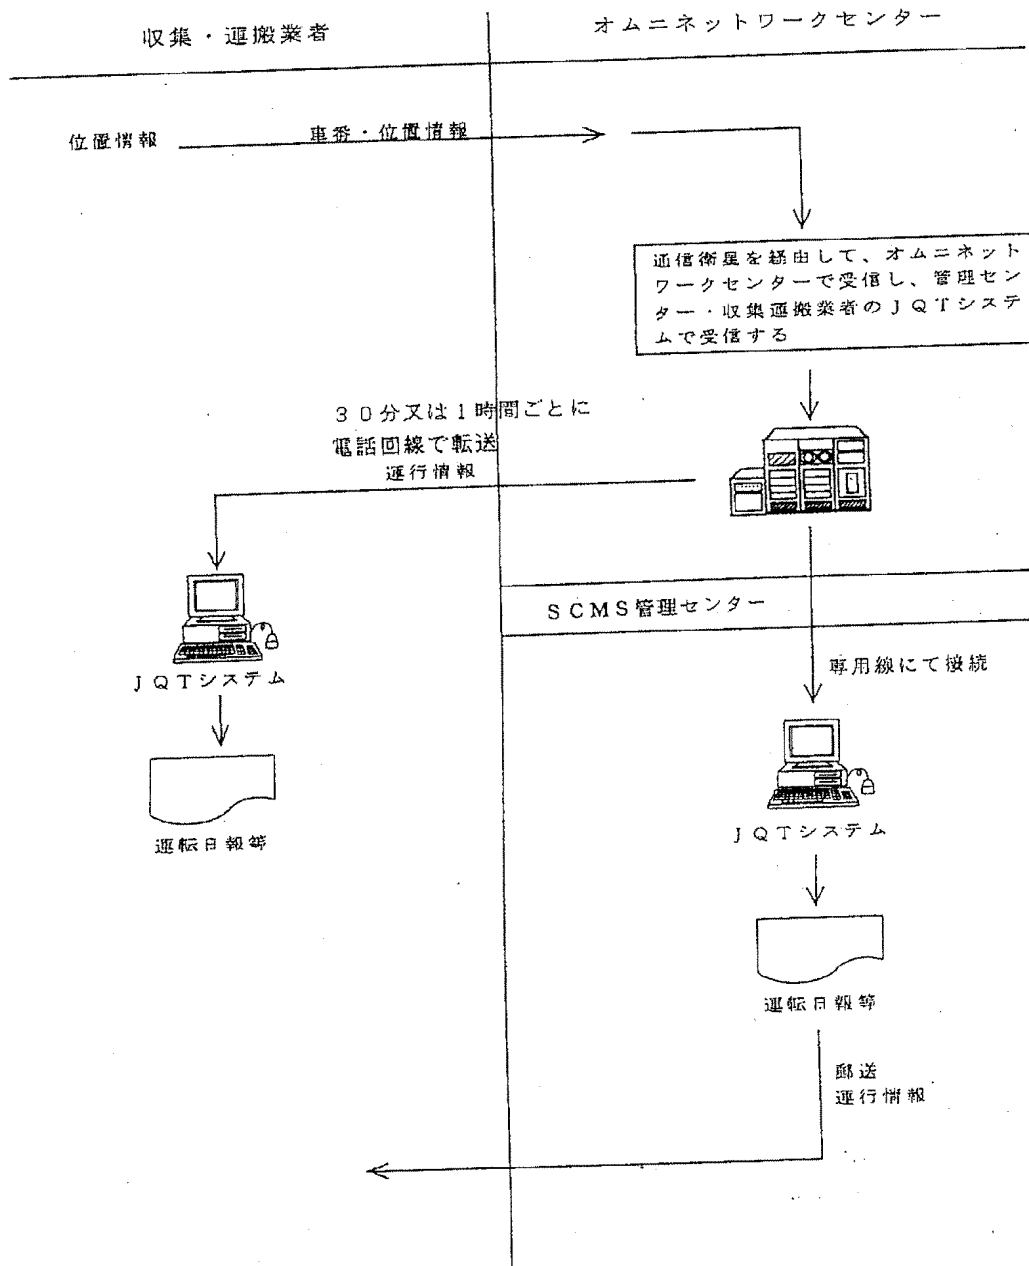 収集・運搬業者
オムニネットワークセンター
位置情報
車番・位置情報
通信衛星を経由して、オムニネット
ワークセンターで受信し、管理セン
ター・収集運搬業者のJQTシステ
ムで受信する
30分又は1時間ごとに
電話回線で転送
運行情報
SCMS管理センター
専用線にて接続
JQTシステム
運転日報等
JQTシステム
運転日報等
郵送
運行情報